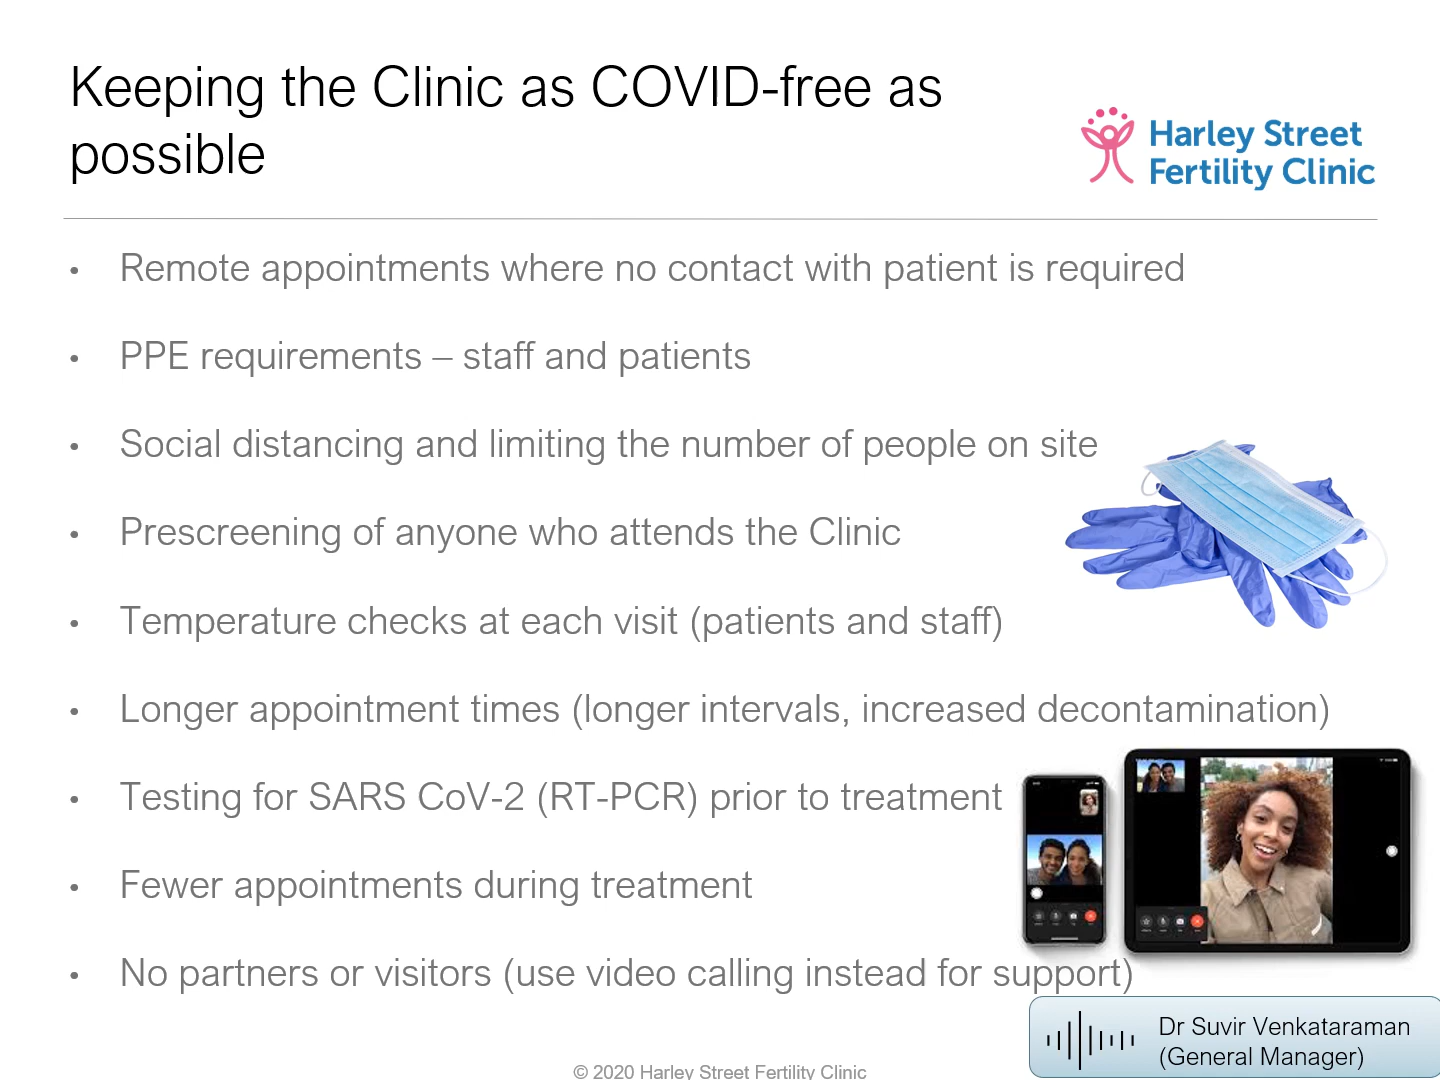 Keeping the Clinic as COVID-free as
possible
Harley Street
Fertility Clinic
• Remote appointments where no contact with patient is required
• PPE requirements – staff and patients
• Social distancing and limiting the number of people on site
• Prescreening of anyone who attends the Clinic
• Temperature checks at each visit (patients and staff)
• Longer appointment times (longer intervals, increased decontamination)
• Testing for SARS CoV-2 (RT-PCR) prior to treatment
• Fewer appointments during treatment
• No partners or visitors (use video calling instead for support)
Dr Suvir Venkataraman
(General Manager)
© 2020 Harley Street Fertility Clinic